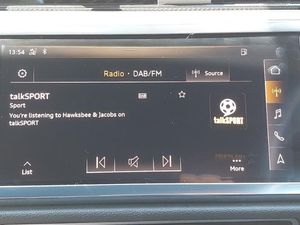 13:54
Radio · DAB/FM
Source
talkSPORT
Sport
You're listening to Hawksbee & Jacobs on
talkSPORT
talkSPORT
List
More